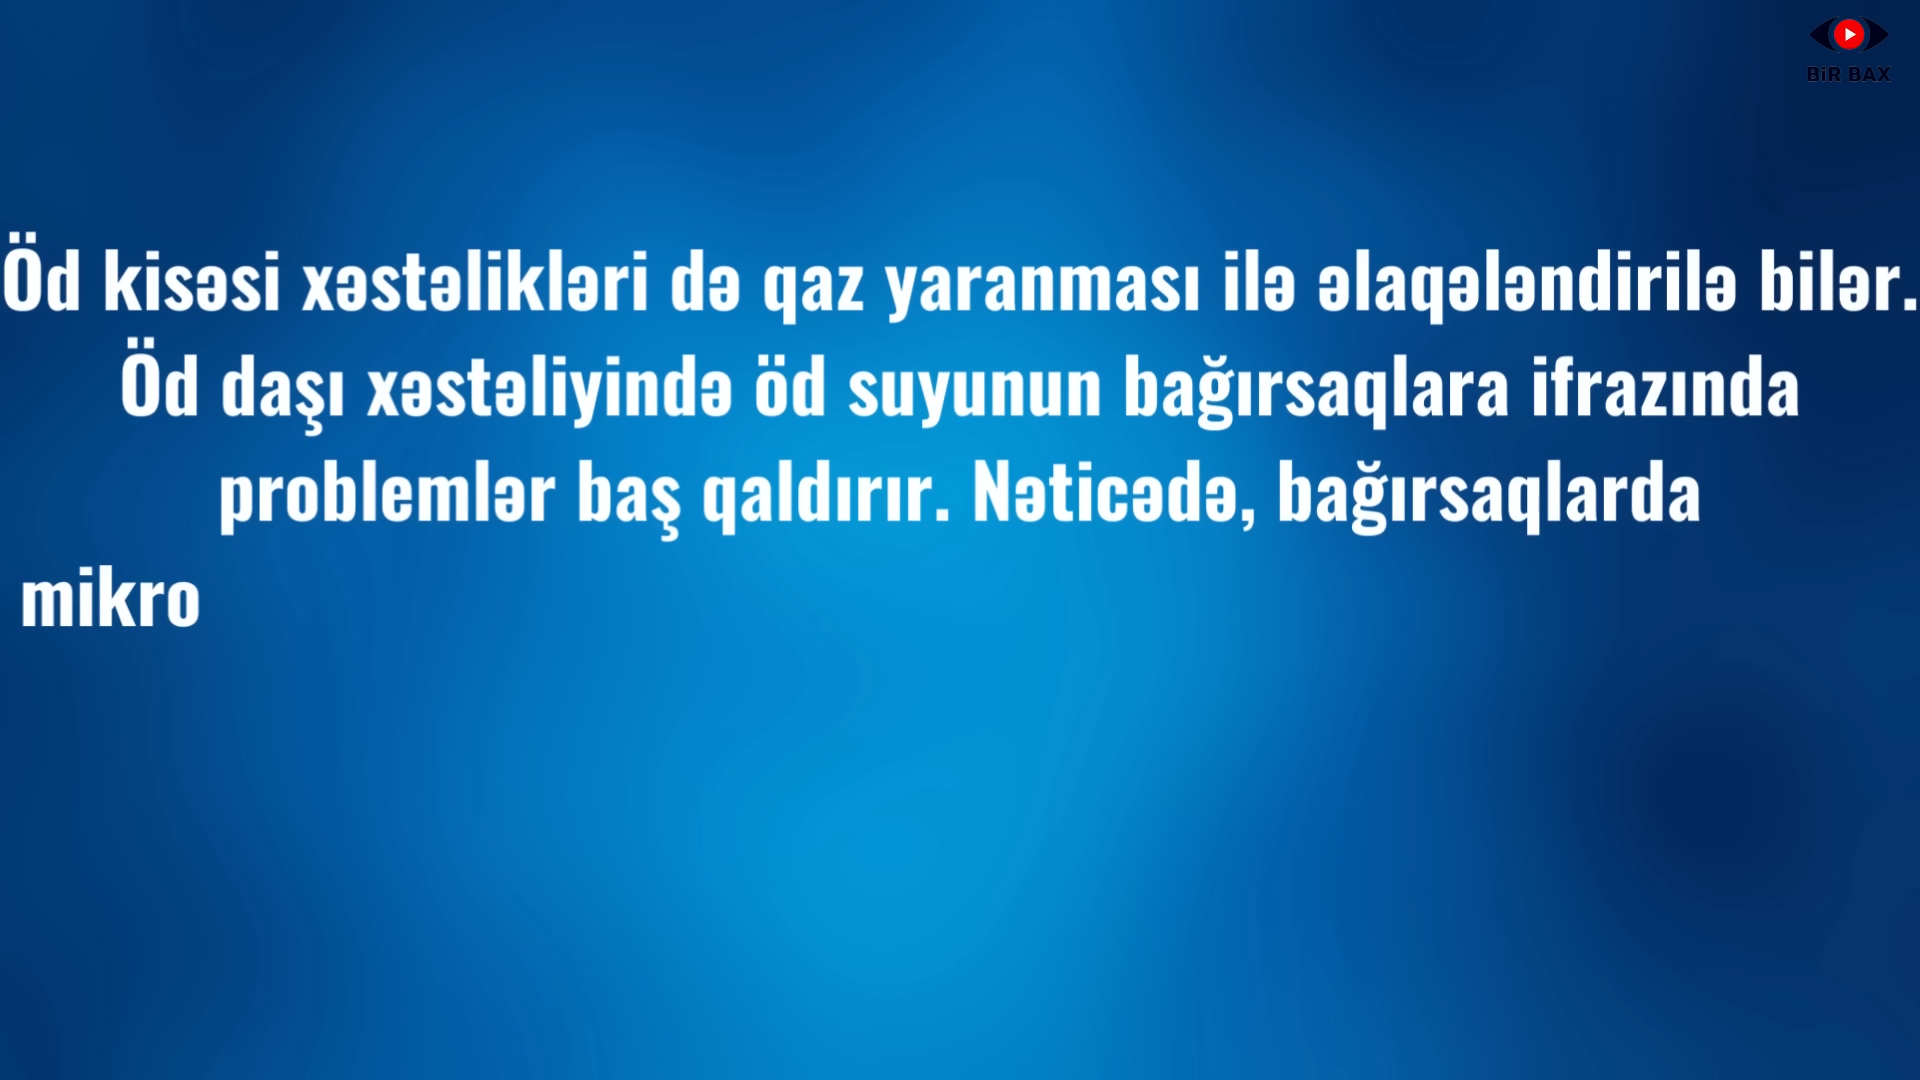 BiR BAX
Öd kisəsi xəstəlikləri də qaz yaranması ilə əlaqələndirilə bilər.
Öd daşı xəstəliyində öd suyunun bağırsaqlara ifrazında
problemlər baş qaldırır. Nəticədə, bağırsaqlarda
mikro